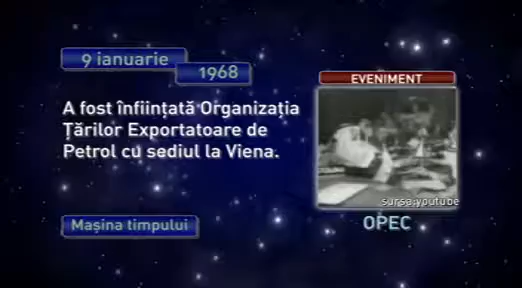 9 ianuarie
1968
A fost înființată Organizația
Țărilor Exportatoare de
Petrol cu sediul la Viena.
EVENIMENT
sursa:youtube
OPEC
Mașina timpului